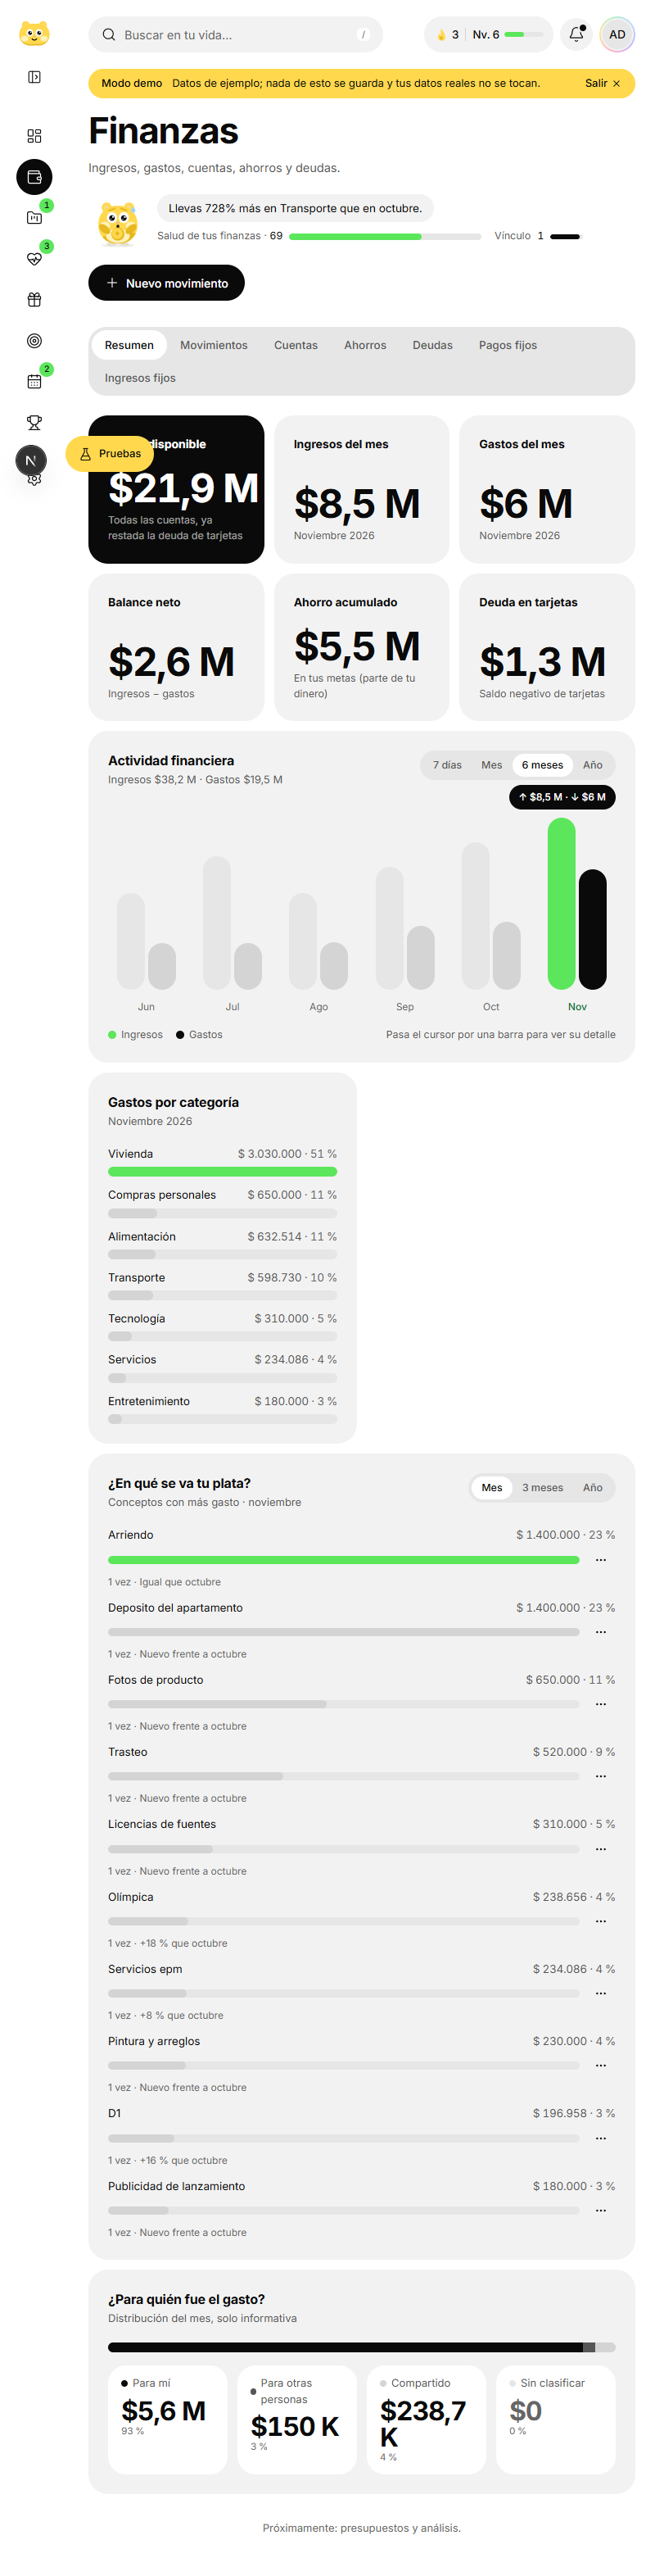 Buscar en tu vida...
/
3
Nv. 6
AD
Modo demo Datos de ejemplo; nada de esto se guarda y tus datos reales no se tocan.
Salir ×
Finanzas
Ingresos, gastos, cuentas, ahorros y deudas.
Llevas 728% más en Transporte que en octubre.
Salud de tus finanzas · 69
Vínculo 1
+ Nuevo movimiento
1
3
2
N
Pruebas
Resumen
Movimientos
Cuentas
Ahorros
Deudas
Pagos fijos
Ingresos fijos
disponible
$21,9 M
Todas las cuentas, ya
restada la deuda de tarjetas
Ingresos del mes
$8,5 M
Noviembre 2026
Gastos del mes
$6 M
Noviembre 2026
Balance neto
$2,6 M
Ingresos − gastos
Ahorro acumulado
$5,5 M
En tus metas (parte de tu
dinero)
Deuda en tarjetas
$1,3 M
Saldo negativo de tarjetas
Actividad financiera
Ingresos $38,2 M · Gastos $19,5 M
7 días
Mes
6 meses
Año
↑ $8,5 M · ↓ $6 M
Jun
Jul
Ago
Sep
Oct
Nov
Ingresos
Gastos
Pasa el cursor por una barra para ver su detalle
Gastos por categoría
Noviembre 2026
Vivienda $ 3.030.000 · 51 %
Compras personales $ 650.000 · 11 %
Alimentación $ 632.514 · 11 %
Transporte $ 598.730 · 10 %
Tecnología $ 310.000 · 5 %
Servicios $ 234.086 · 4 %
Entretenimiento $ 180.000 · 3 %
¿En qué se va tu plata?
Conceptos con más gasto · noviembre
Mes
3 meses
Año
Arriendo $ 1.400.000 · 23 %
1 vez · Igual que octubre
Deposito del apartamento $ 1.400.000 · 23 %
1 vez · Nuevo frente a octubre
Fotos de producto $ 650.000 · 11 %
1 vez · Nuevo frente a octubre
Trasteo $ 520.000 · 9 %
1 vez · Nuevo frente a octubre
Licencias de fuentes $ 310.000 · 5 %
1 vez · Nuevo frente a octubre
Olímpica $ 238.656 · 4 %
1 vez · +18 % que octubre
Servicios epm $ 234.086 · 4 %
1 vez · +8 % que octubre
Pintura y arreglos $ 230.000 · 4 %
1 vez · Nuevo frente a octubre
D1 $ 196.958 · 3 %
1 vez · +16 % que octubre
Publicidad de lanzamiento $ 180.000 · 3 %
1 vez · Nuevo frente a octubre
¿Para quién fue el gasto?
Distribución del mes, solo informativa
Para mí
$5,6 M
93 %
Para otras
personas
$150 K
3 %
Compartido
$238,7
K
4 %
Sin clasificar
$0
0 %
Próximamente: presupuestos y análisis.